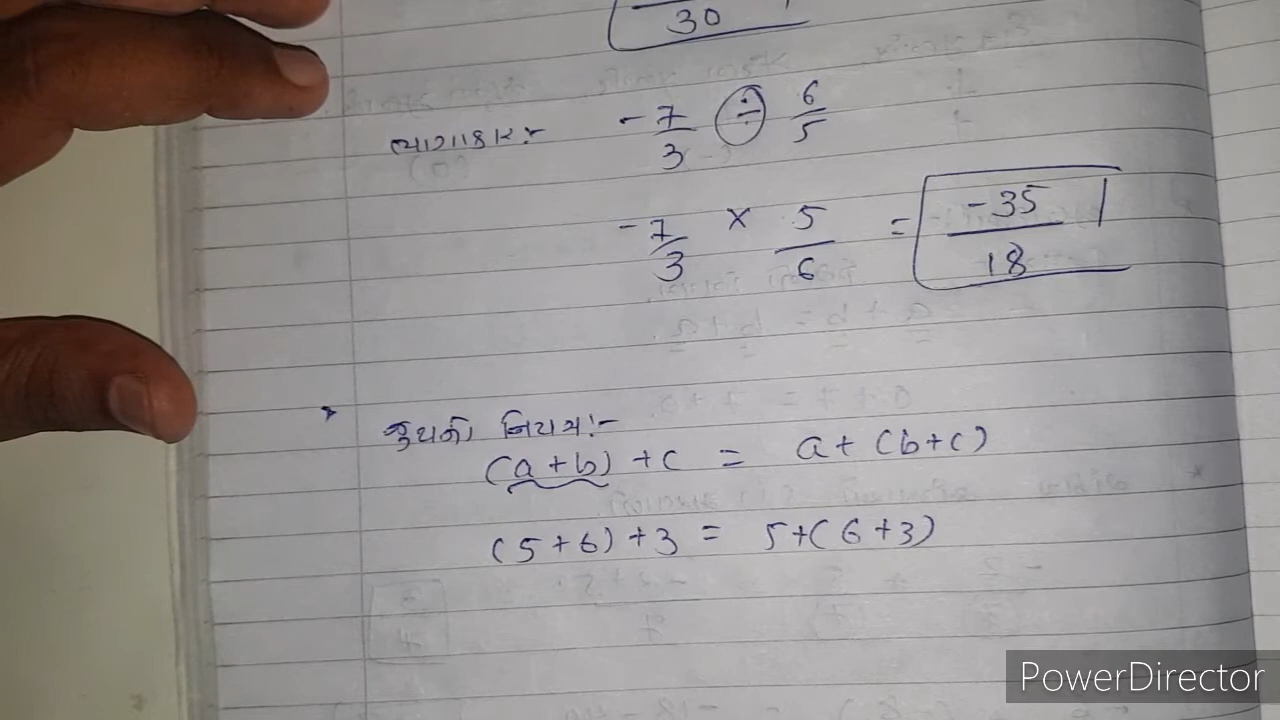 30
ભાગાકાર :- -7/3 ÷ 6/5
-7/3 × 5/6 = -35/18
જુથનો નિયમ :-
(a+b) +c = a+ (b+c)
(5+6) +3 = 5+(6+3)
PowerDirector